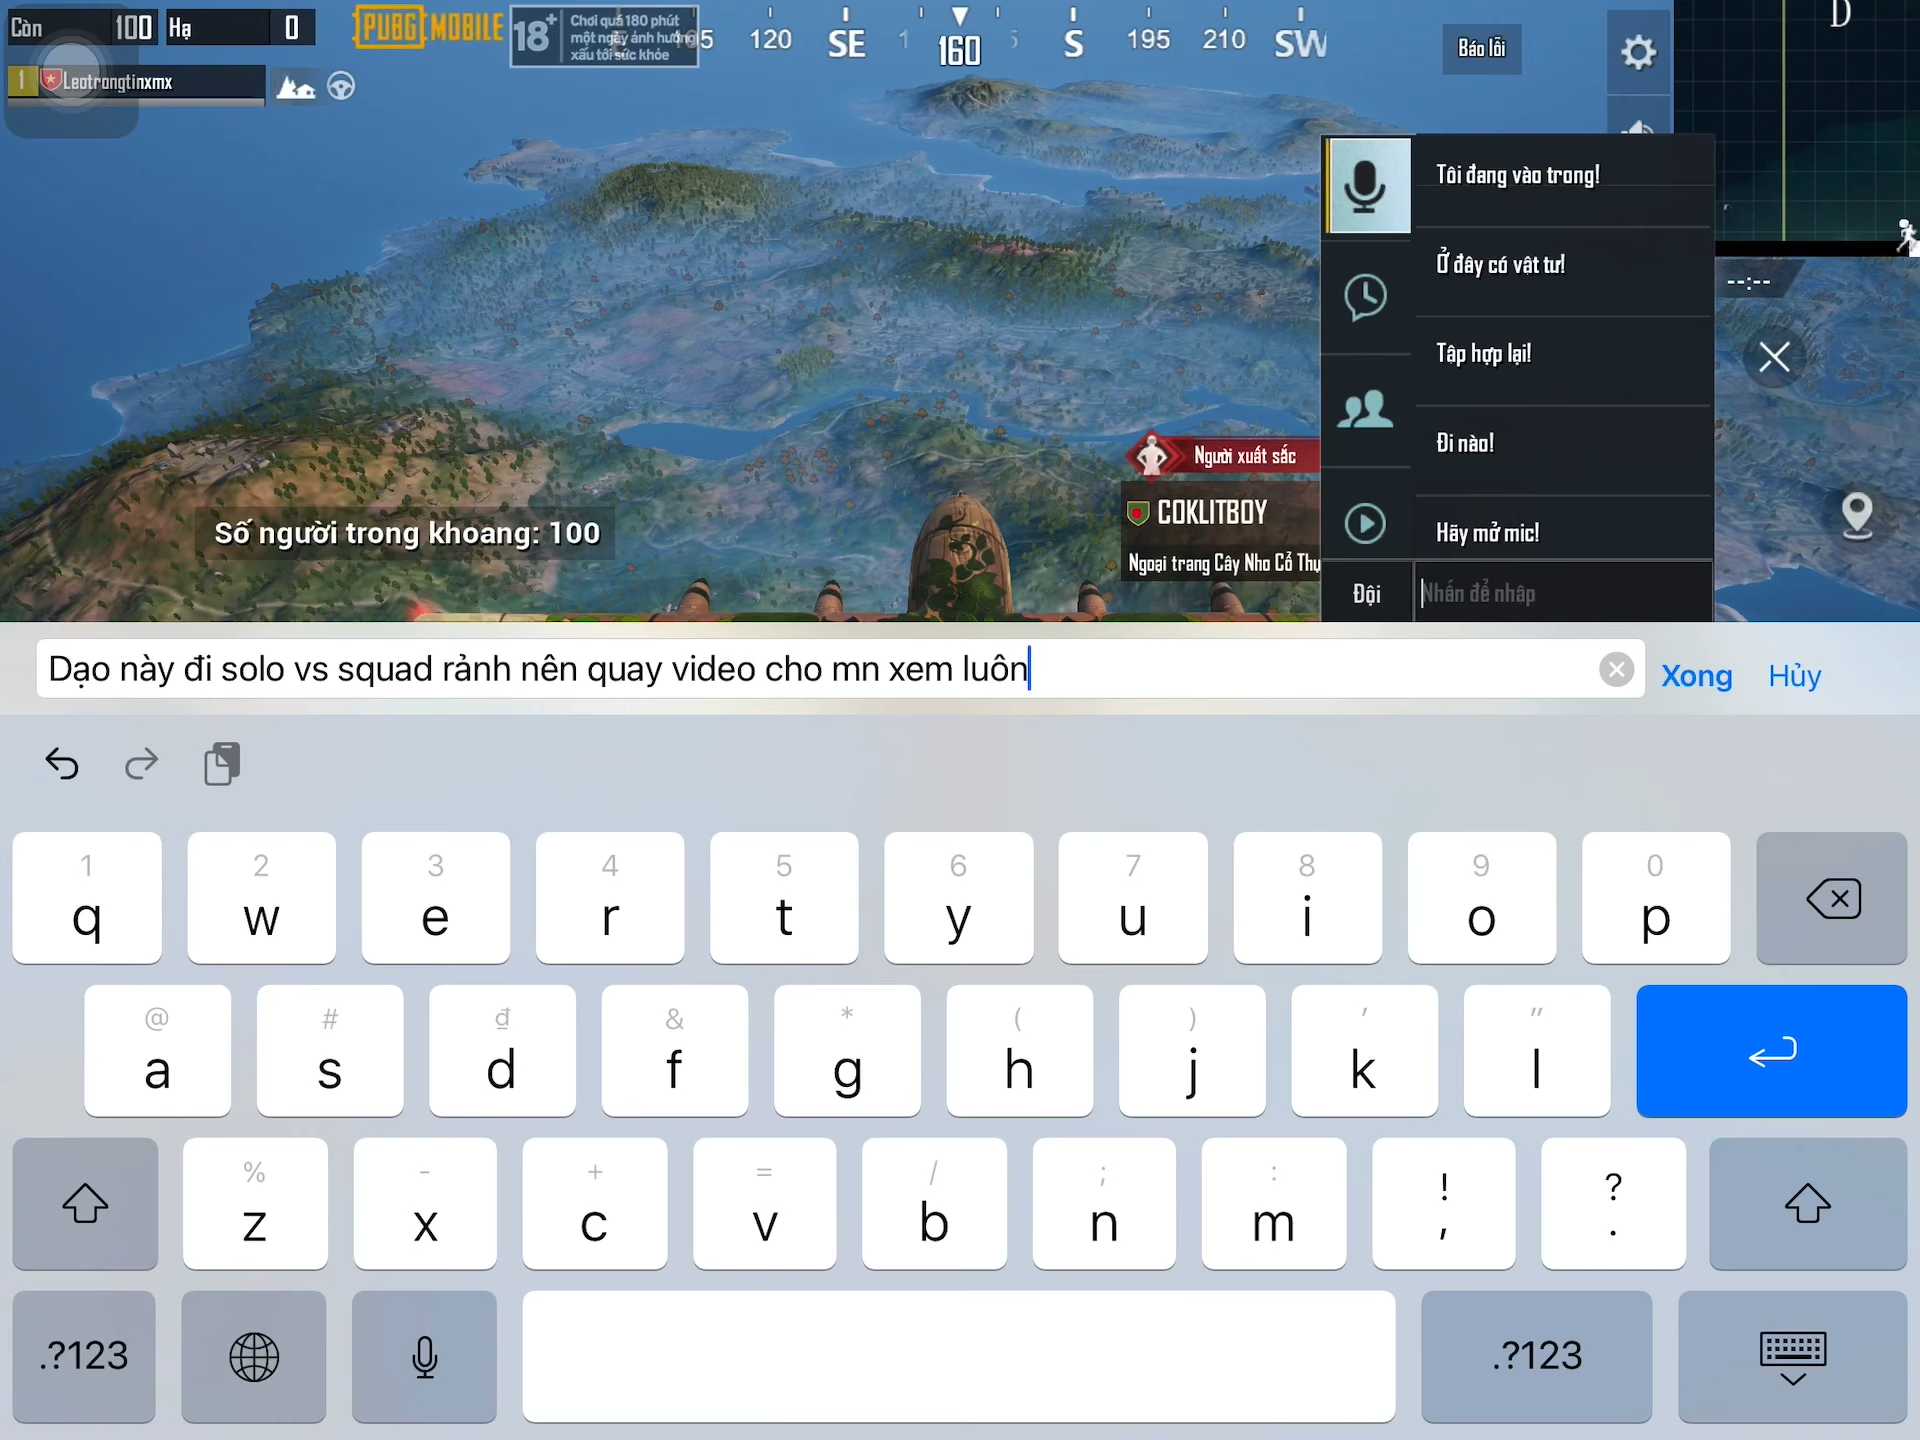 Còn 100 Hạ 0
PUBG MOBILE
18+
Chơi quá 180 phút
một ngày ảnh hưởng
xấu tới sức khỏe
120 SE 160 S 195 210 SW
Báo lỗi
D
1 Leotrongtinxmx
Tôi đang vào trong!
Ở đây có vật tư!
--:--
Tập hợp lại!
Đi nào!
Người xuất sắc
COKLITBOY
Số người trong khoang: 100
Hãy mở mic!
Ngoại trang Cây Nho Cổ Thụ
Đội
Nhấn để nhập
Dạo này đi solo vs squad rảnh nên quay video cho mn xem luôn
Xong Hủy
1 2 3 4 5 6 7 8 9 0
q w e r t y u i o p
@ # ₫ & * ( ) ' "
a s d f g h j k l
% - + = / ; : ! ?
z x c v b n m , .
.?123 .?123